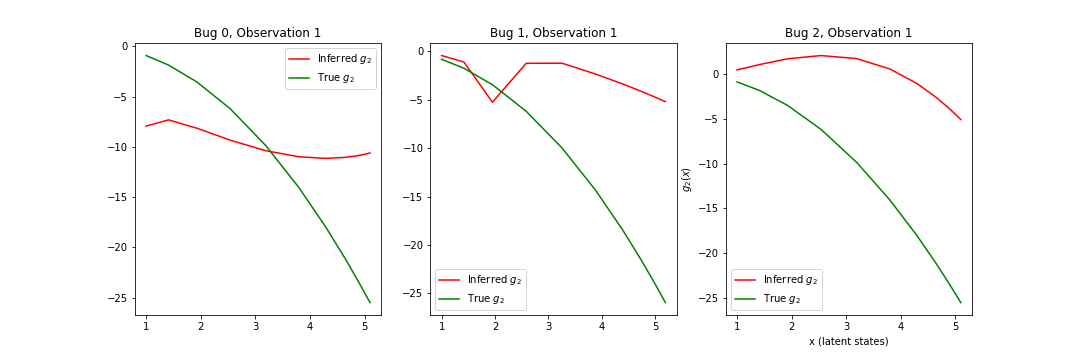 Bug 0, Observation 1
0
−5
−10
−15
−20
−25
1 2 3 4 5
Inferred g₂
True g₂
Bug 1, Observation 1
0
−5
−10
−15
−20
−25
1 2 3 4 5
Inferred g₂
True g₂
Bug 2, Observation 1
g₂(x)
0
−5
−10
−15
−20
−25
1 2 3 4 5
Inferred g₂
True g₂
x (latent states)